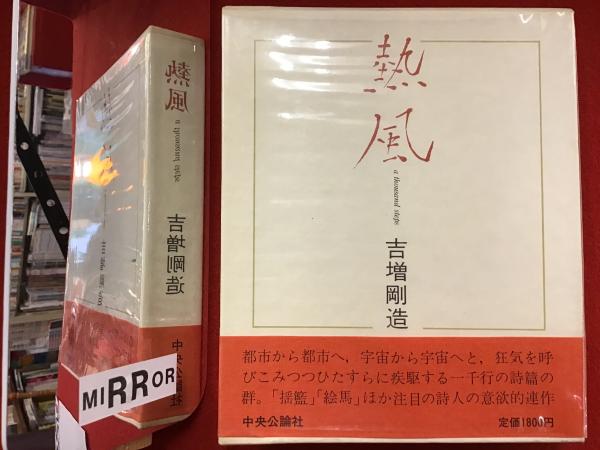 熱風
a thousand steps
吉増剛造
中央公論社
MIRROR
熱風
a thousand steps
吉増剛造
都市から都市へ，宇宙から宇宙へと，狂気を呼
びこみつつひたすらに疾駆する一千行の詩篇の
群。「揺籃」「絵馬」ほか注目の詩人の意欲的連作
中央公論社
定価1800円